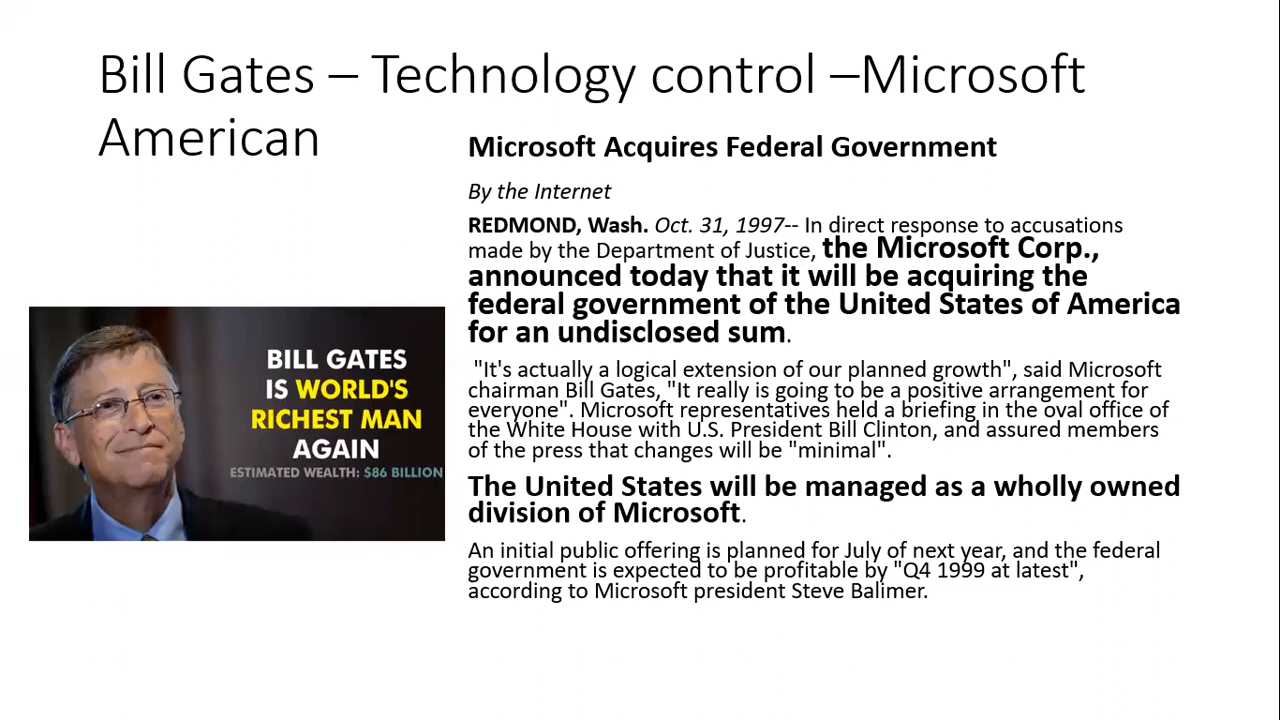 Bill Gates – Technology control –Microsoft
American
Microsoft Acquires Federal Government
By the Internet
REDMOND, Wash. Oct. 31, 1997-- In direct response to accusations
made by the Department of Justice, the Microsoft Corp.,
announced today that it will be acquiring the
federal government of the United States of America
for an undisclosed sum.
"It's actually a logical extension of our planned growth", said Microsoft
chairman Bill Gates, "It really is going to be a positive arrangement for
everyone". Microsoft representatives held a briefing in the oval office of
the White House with U.S. President Bill Clinton, and assured members
of the press that changes will be "minimal".
The United States will be managed as a wholly owned
division of Microsoft.
An initial public offering is planned for July of next year, and the federal
government is expected to be profitable by "Q4 1999 at latest",
according to Microsoft president Steve Balimer.
BILL GATES
IS WORLD'S
RICHEST MAN
AGAIN
ESTIMATED WEALTH: $86 BILLION